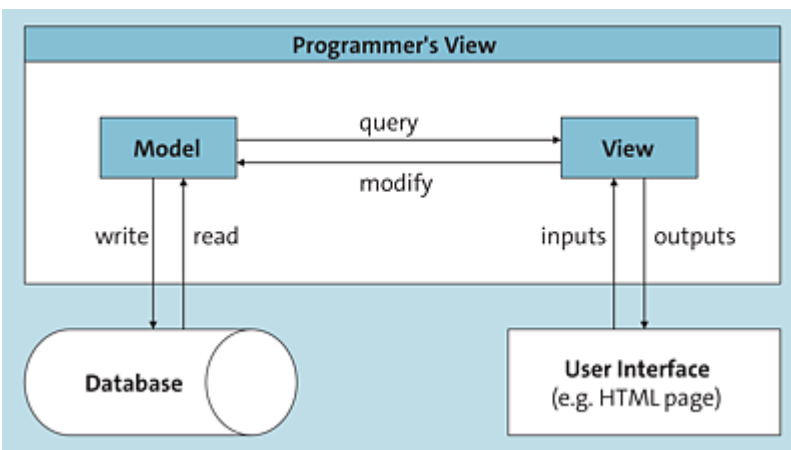 Programmer's View
query
Model
View
modify
write
read
inputs
outputs
Database
User Interface
(e.g. HTML page)